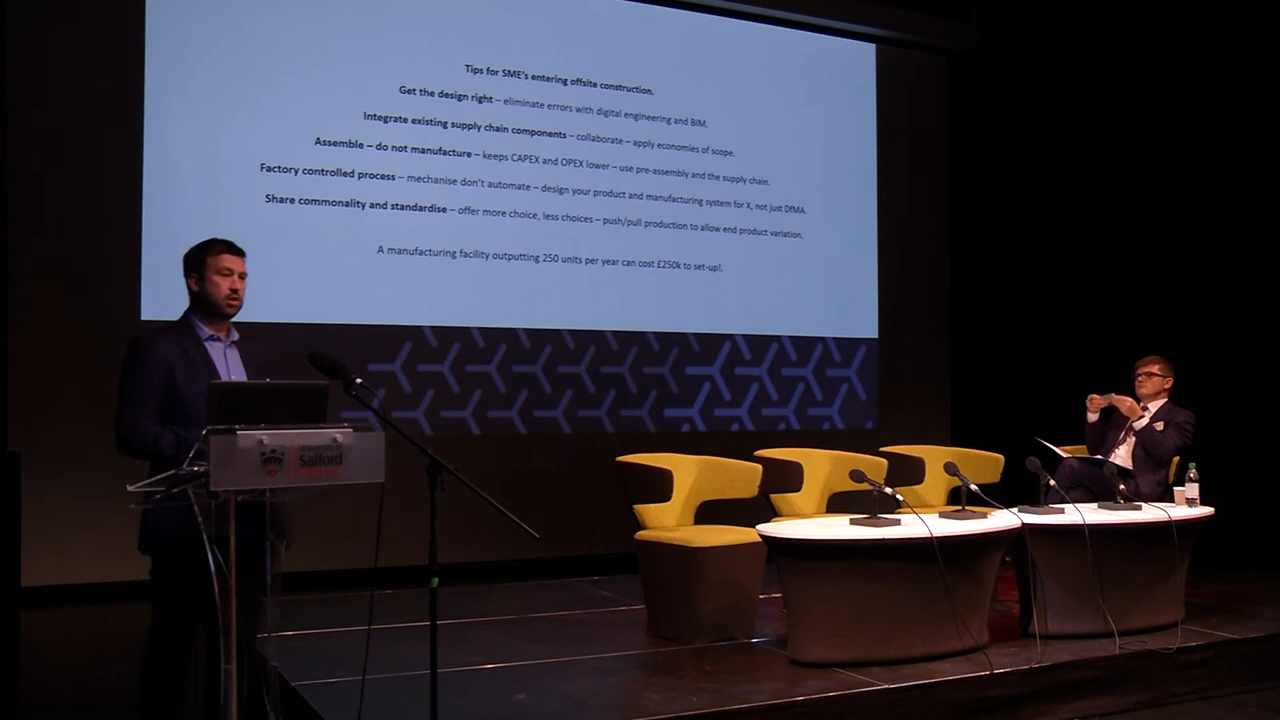 Tips for SME's entering offsite construction.
Get the design right – eliminate errors with digital engineering and BIM.
Integrate existing supply chain components – collaborate – apply economies of scope.
Assemble – do not manufacture – keeps CAPEX and OPEX lower – use pre-assembly and the supply chain.
Factory controlled process – mechanise don't automate – design your product and manufacturing system for X, not just DfMA.
Share commonality and standardise – offer more choice, less choices – push/pull production to allow end product variation.
A manufacturing facility outputting 250 units per year can cost £250k to set-up!.
University of
Salford